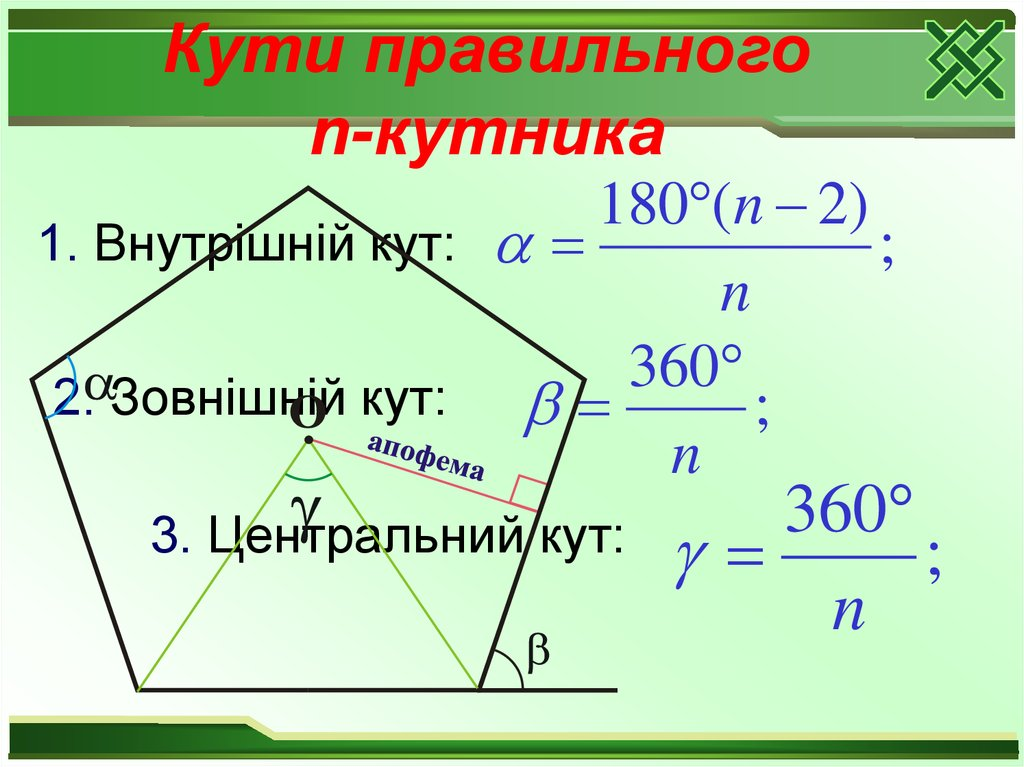 Кути правильного
n-кутника
1. Внутрішній кут: α = 180°(n – 2) / n ;
2. Зовнішній кут: β = 360° / n ;
α
O
апофема
γ
3. Центральний кут: γ = 360° / n ;
β